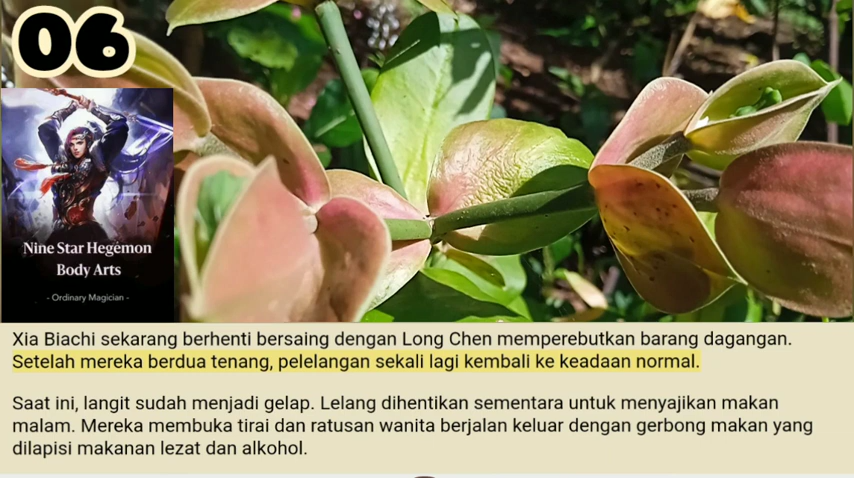 06
Nine Star Hegemon
Body Arts
- Ordinary Magician -
Xia Biachi sekarang berhenti bersaing dengan Long Chen memperebutkan barang dagangan.
Setelah mereka berdua tenang, pelelangan sekali lagi kembali ke keadaan normal.
Saat ini, langit sudah menjadi gelap. Lelang dihentikan sementara untuk menyajikan makan
malam. Mereka membuka tirai dan ratusan wanita berjalan keluar dengan gerbong makan yang
dilapisi makanan lezat dan alkohol.